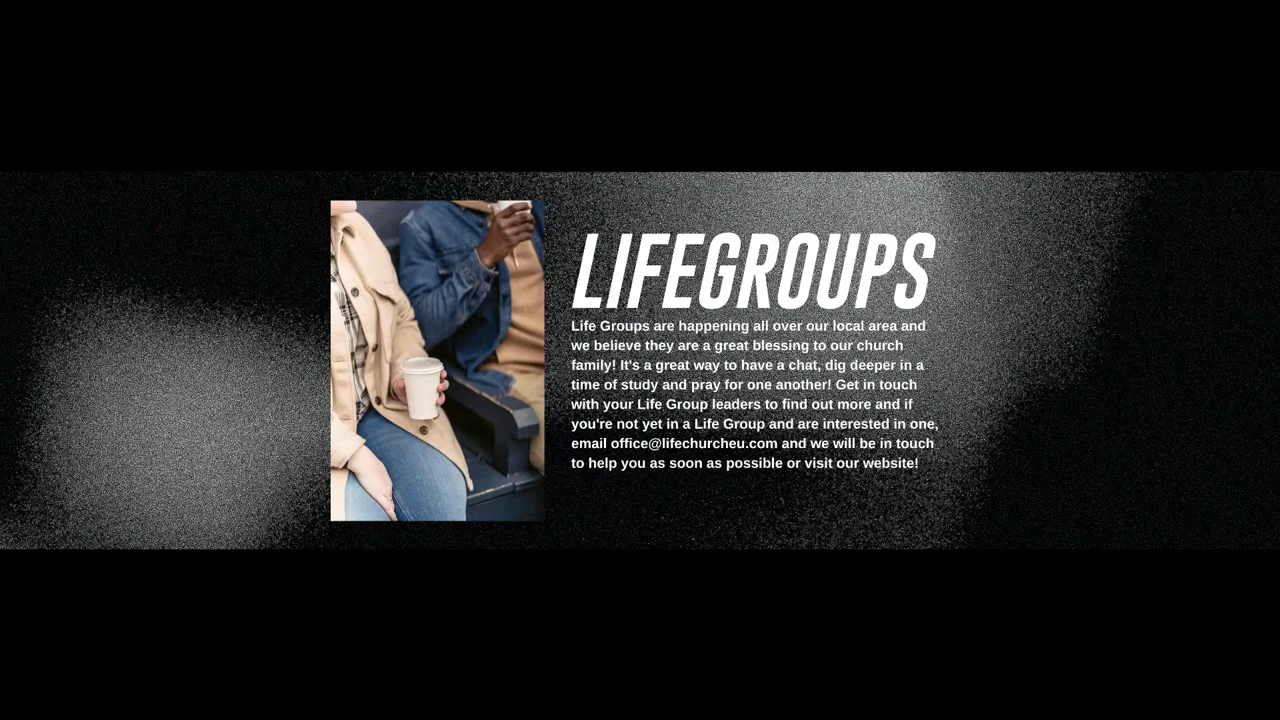 LIFEGROUPS
Life Groups are happening all over our local area and
we believe they are a great blessing to our church
family! It's a great way to have a chat, dig deeper in a
time of study and pray for one another! Get in touch
with your Life Group leaders to find out more and if
you're not yet in a Life Group and are interested in one,
email office@lifechurcheu.com and we will be in touch
to help you as soon as possible or visit our website!